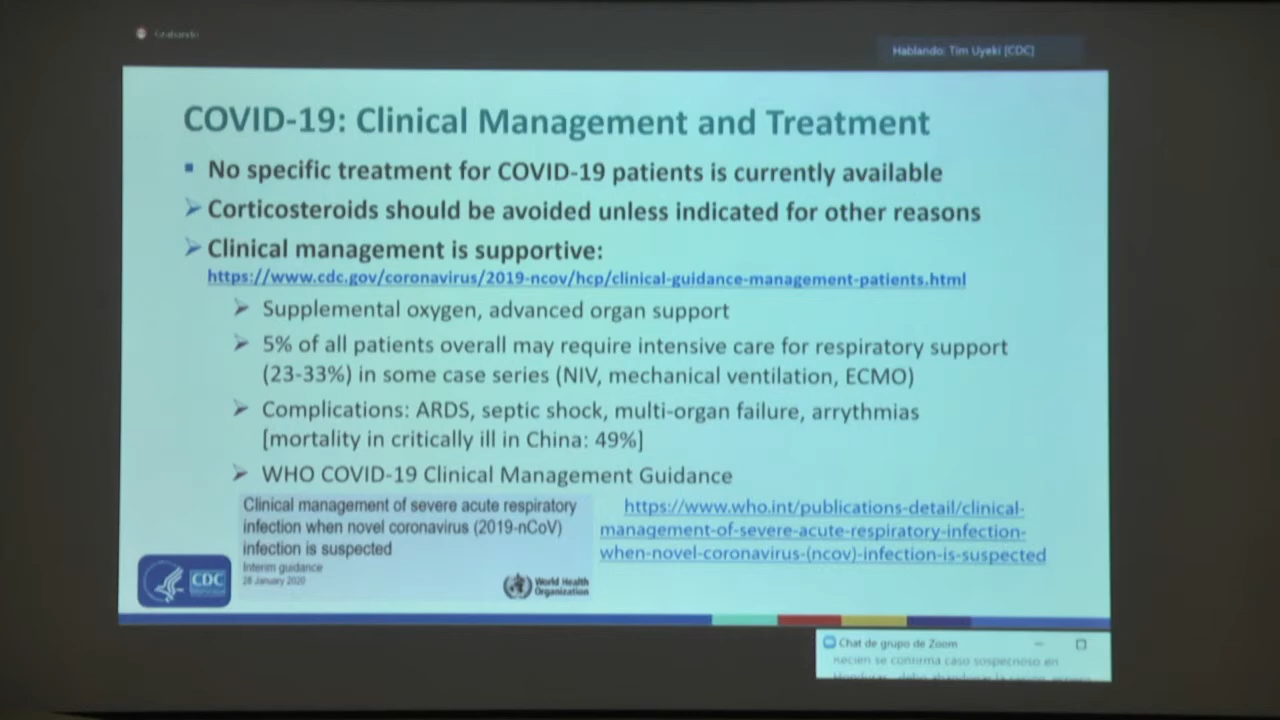 Grabando
Hablando: Tim Uyeki [CDC]
COVID-19: Clinical Management and Treatment
No specific treatment for COVID-19 patients is currently available
Corticosteroids should be avoided unless indicated for other reasons
Clinical management is supportive:
https://www.cdc.gov/coronavirus/2019-ncov/hcp/clinical-guidance-management-patients.html
Supplemental oxygen, advanced organ support
5% of all patients overall may require intensive care for respiratory support
(23-33%) in some case series (NIV, mechanical ventilation, ECMO)
Complications: ARDS, septic shock, multi-organ failure, arrythmias
[mortality in critically ill in China: 49%]
WHO COVID-19 Clinical Management Guidance
Clinical management of severe acute respiratory
infection when novel coronavirus (2019-nCoV)
infection is suspected
Interim guidance
28 January 2020
World Health
Organization
https://www.who.int/publications-detail/clinical-
management-of-severe-acute-respiratory-infection-
when-novel-coronavirus-(ncov)-infection-is-suspected
CDC
Chat de grupo de Zoom
se confirma caso sospechoso en